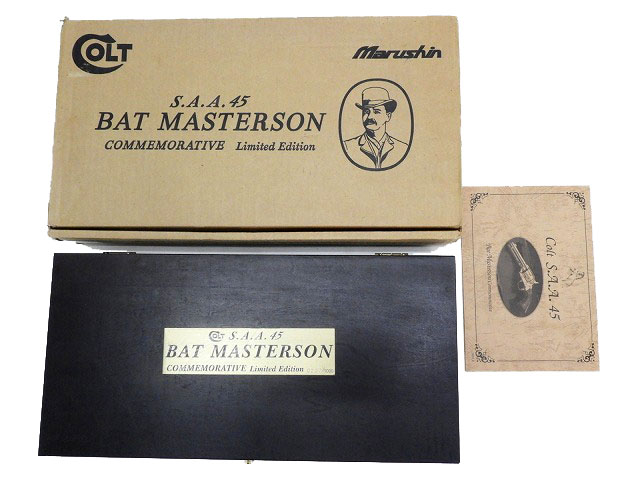 COLT
Marushin
S.A.A. 45
BAT MASTERSON
COMMEMORATIVE Limited Edition
COLT S.A.A. 45
BAT MASTERSON
COMMEMORATIVE Limited Edition
Colt S.A.A. 45